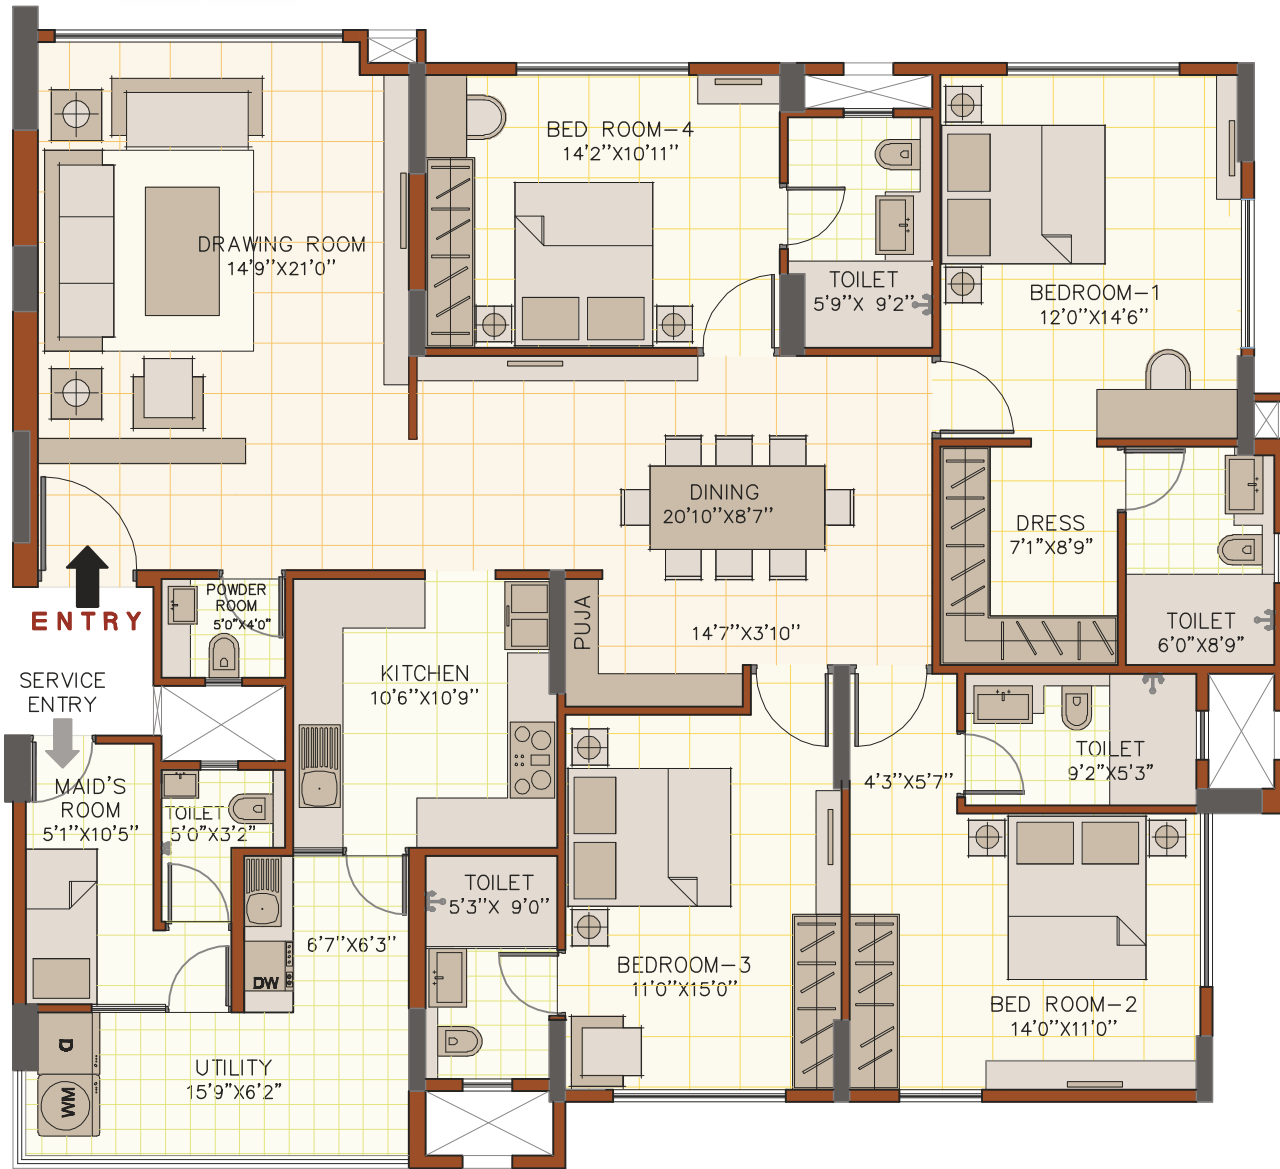 BED ROOM-4
14'2''X10'11''
DRAWING ROOM
14'9''X21'0''
TOILET
5'9''X 9'2''
BEDROOM-1
12'0''X14'6''
DINING
20'10''X8'7''
DRESS
7'1"X8'9"
ENTRY
POWDER
ROOM
5'0"X4'0"
PUJA
14'7''X3'10''
TOILET
6'0"X8'9"
SERVICE
ENTRY
KITCHEN
10'6''X10'9''
TOILET
9'2"X5'3"
MAID'S
ROOM
5'1"X10'5"
TOILET
5'0"X3'2"
4'3"X5'7"
TOILET
5'3''X 9'0''
6'7''X6'3''
DW
BEDROOM-3
11'0''X15'0''
BED ROOM-2
14'0''X11'0''
D
UTILITY
15'9"X6'2"
WM